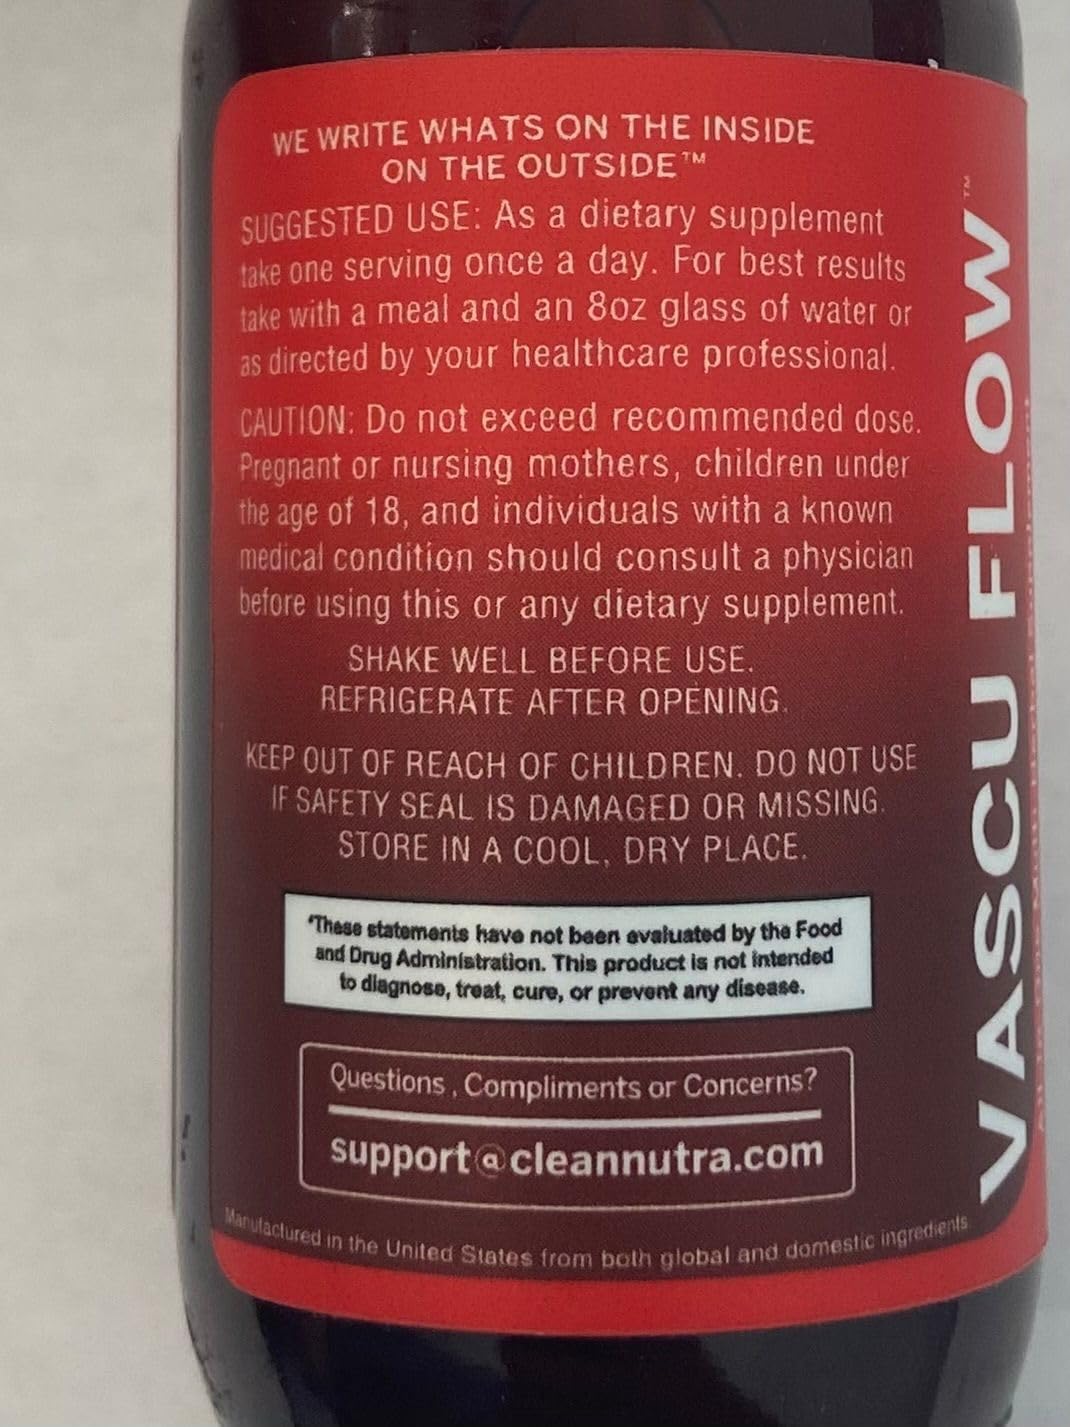 WE WRITE WHATS ON THE INSIDE
ON THE OUTSIDE™
SUGGESTED USE: As a dietary supplement
take one serving once a day. For best results
take with a meal and an 8oz glass of water or
as directed by your healthcare professional.
CAUTION: Do not exceed recommended dose.
Pregnant or nursing mothers, children under
the age of 18, and individuals with a known
medical condition should consult a physician
before using this or any dietary supplement.
SHAKE WELL BEFORE USE.
REFRIGERATE AFTER OPENING.
KEEP OUT OF REACH OF CHILDREN. DO NOT USE
IF SAFETY SEAL IS DAMAGED OR MISSING.
STORE IN A COOL, DRY PLACE.
*These statements have not been evaluated by the Food
and Drug Administration. This product is not intended
to diagnose, treat, cure, or prevent any disease.
Questions, Compliments or Concerns?
support@cleannutra.com
Manufactured in the United States from both global and domestic ingredients
VASCU FLOW™